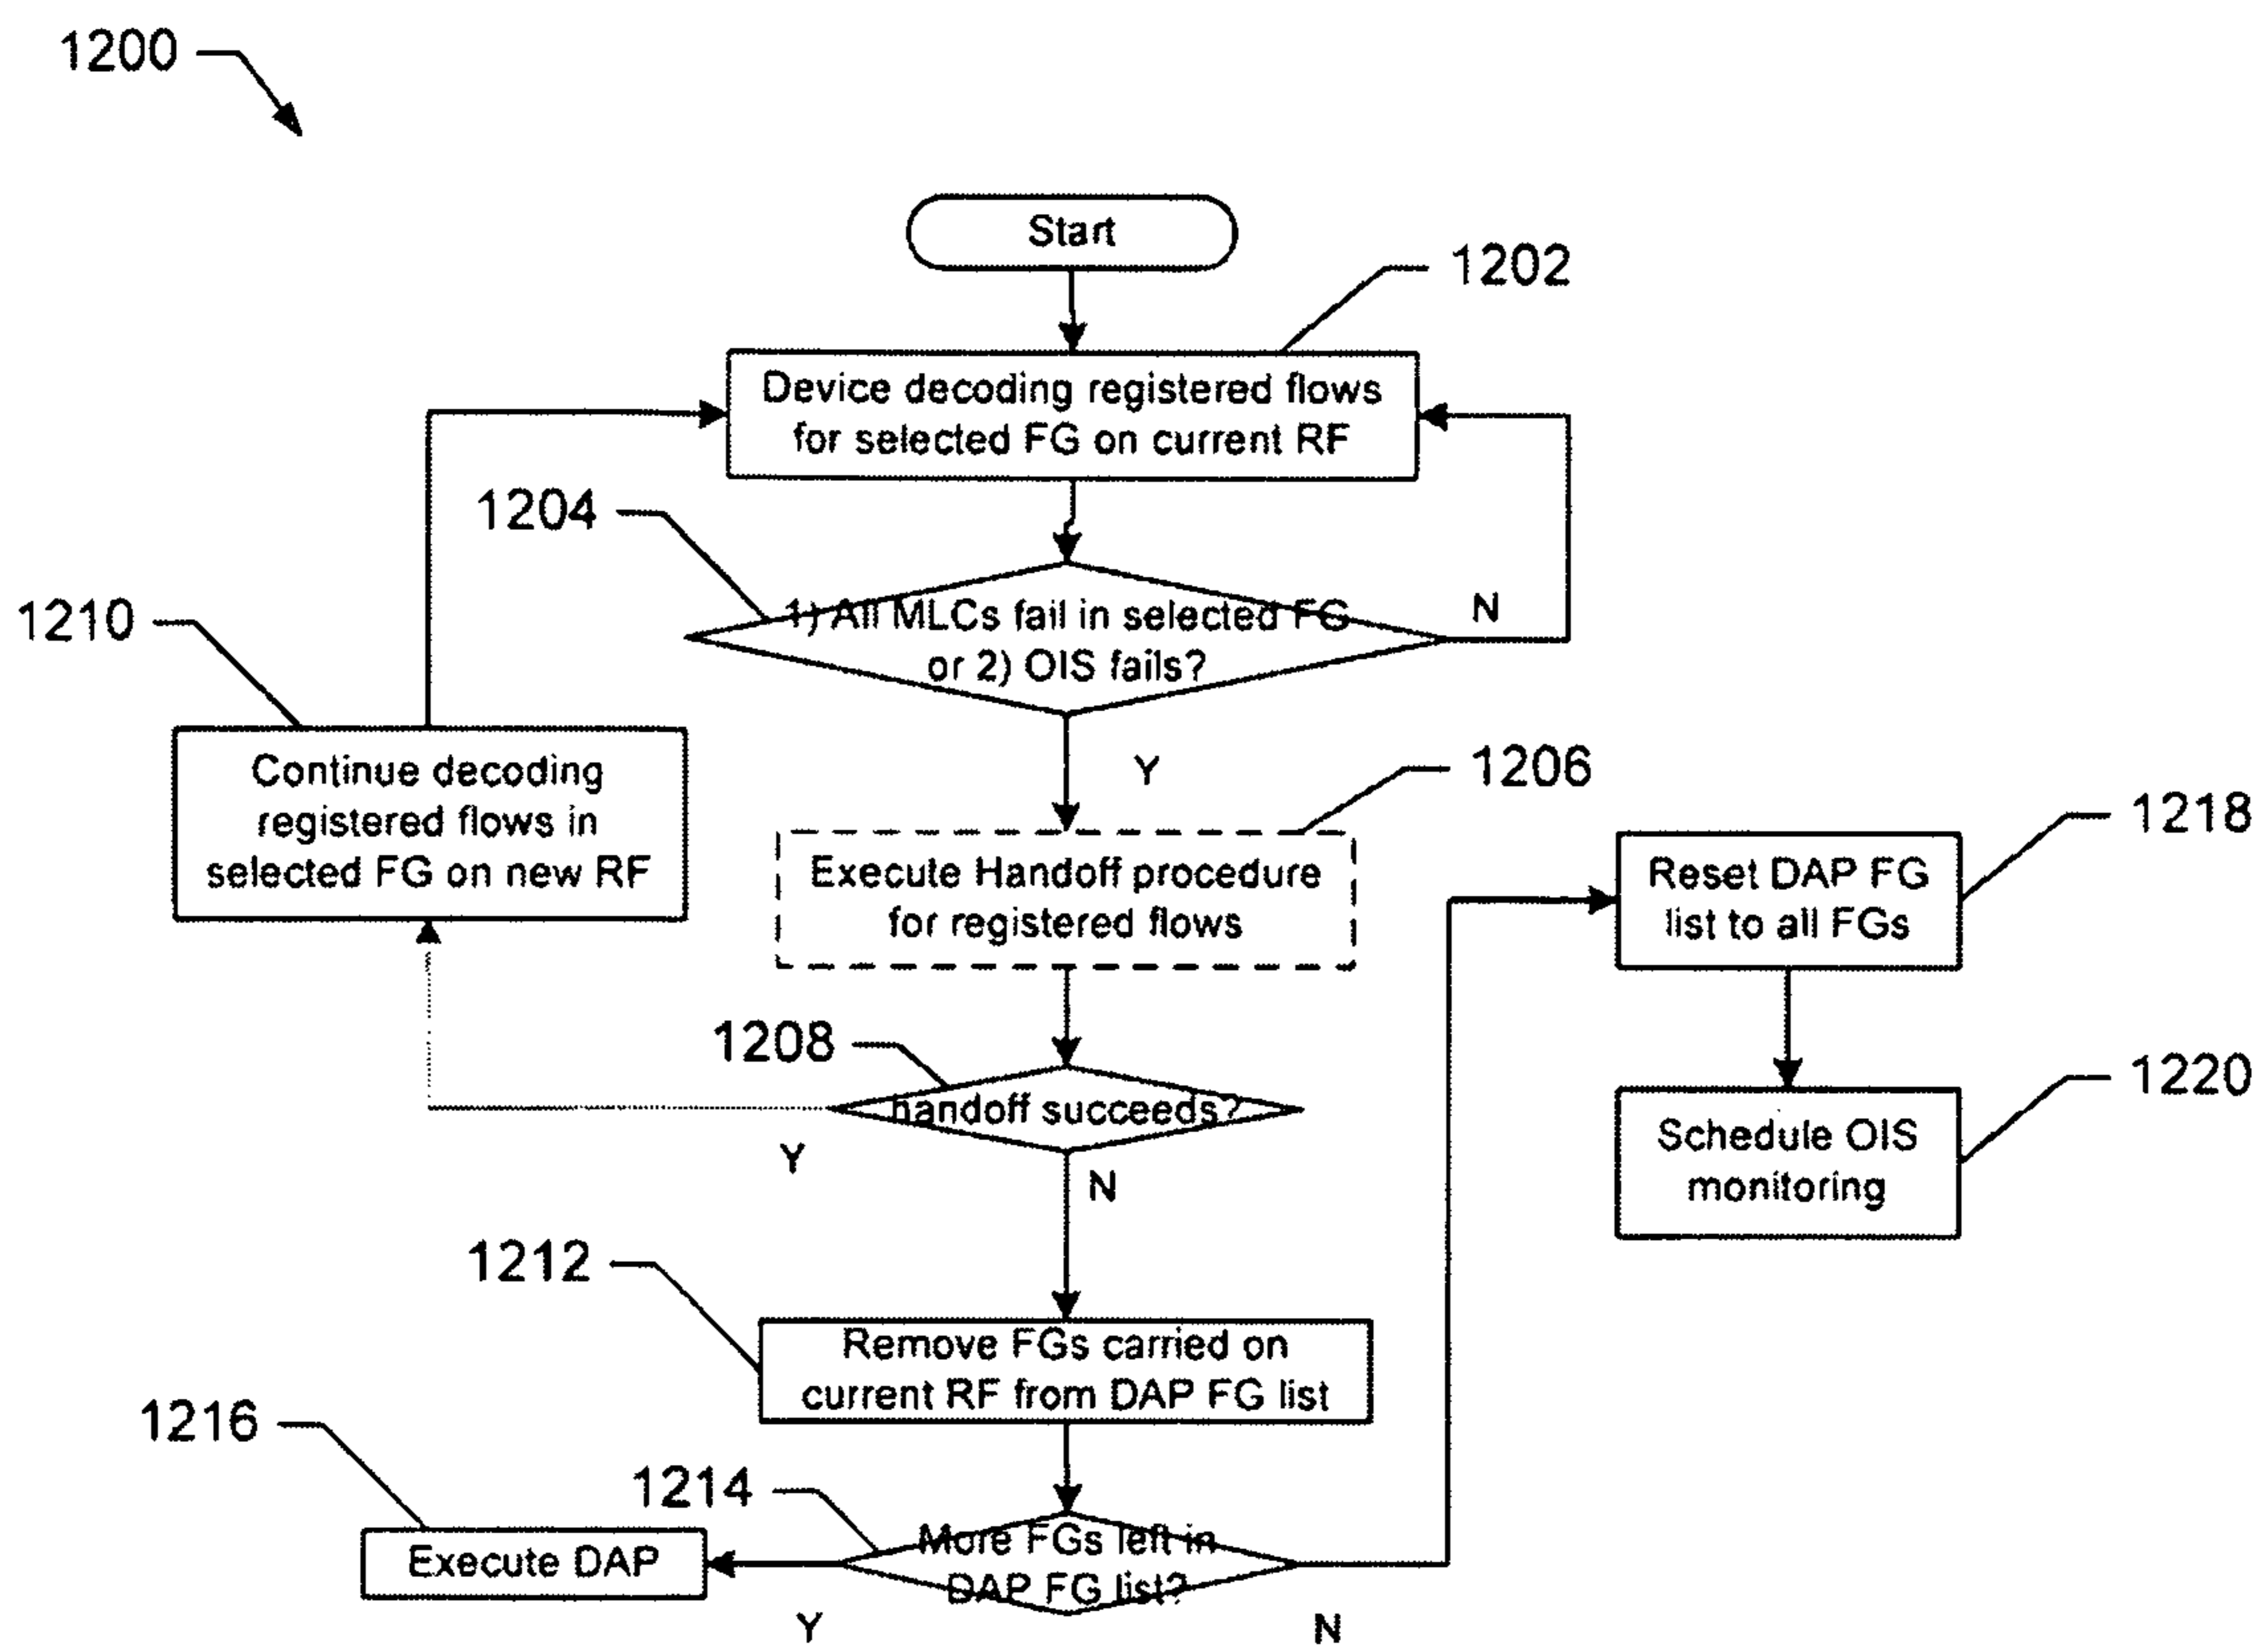 1200
Start
1202
Device decoding registered flows
for selected FG on current RF
1204
1) All MLCs fail in selected FG
or 2) OIS fails?
N
1210
Continue decoding
registered flows in
selected FG on new RF
Y
1206
Execute Handoff procedure
for registered flows
1218
Reset DAP FG
list to all FGs
1208
handoff succeeds?
Y
N
1220
Schedule OIS
monitoring
1212
Remove FGs carried on
current RF from DAP FG list
1216
Execute DAP
1214
More FGs left in
DAP FG list?
Y
N